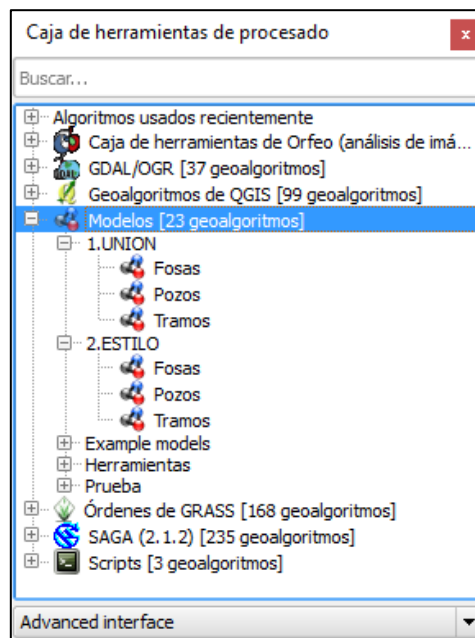 Caja de herramientas de procesado
x
Buscar...
Algoritmos usados recientemente
Caja de herramientas de Orfeo (análisis de imá...
GDAL/OGR [37 geoalgoritmos]
Geoalgoritmos de QGIS [99 geoalgoritmos]
Modelos [23 geoalgoritmos]
1.UNION
Fosas
Pozos
Tramos
2.ESTILO
Fosas
Pozos
Tramos
Example models
Herramientas
Prueba
Órdenes de GRASS [168 geoalgoritmos]
SAGA (2.1.2) [235 geoalgoritmos]
Scripts [3 geoalgoritmos]
Advanced interface